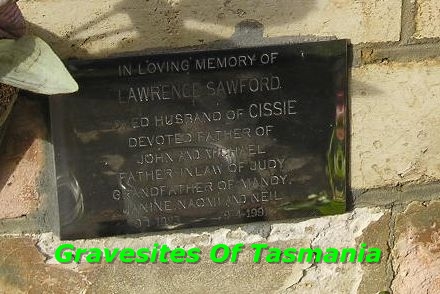 IN LOVING MEMORY OF
LAWRENCE SAWFORD
HUSBAND OF CISSIE
DEVOTED FATHER OF
JOHN AND MICHAEL
FATHER-IN-LAW OF JUDY
GRANDFATHER OF MANDY,
JANINE, NAOMI AND NEIL
Gravesites Of Tasmania